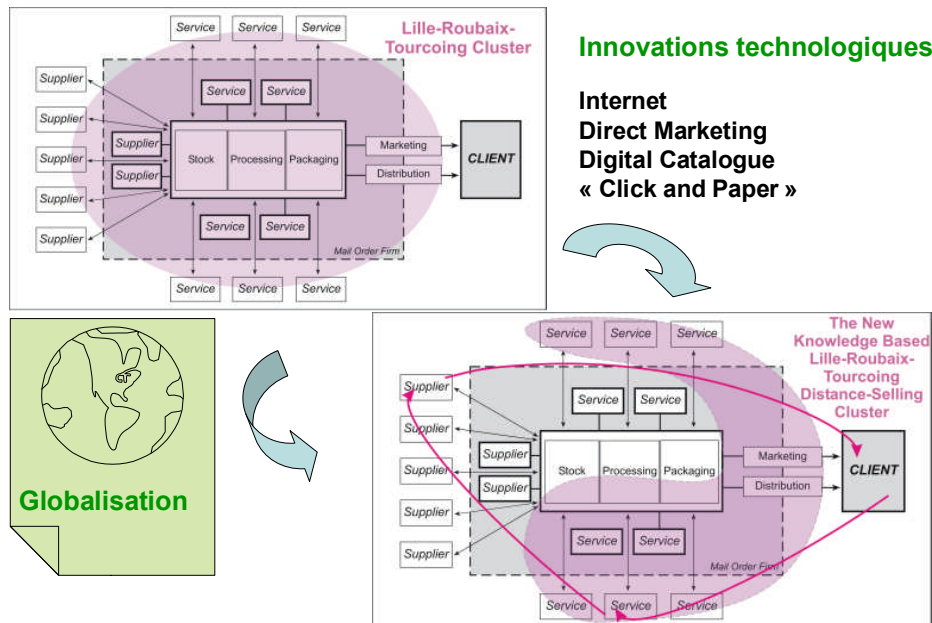 Service
Service
Service
Lille-Roubaix-
Tourcoing Cluster
Supplier
Supplier
Supplier
Supplier
Supplier
Service
Service
Supplier
Supplier
Stock
Processing
Packaging
Marketing
Distribution
CLIENT
Service
Service
Mail Order Firm
Service
Service
Service
Innovations technologiques
Internet
Direct Marketing
Digital Catalogue
« Click and Paper »
Globalisation
Service
Service
Service
The New
Knowledge Based
Lille-Roubaix-
Tourcoing
Distance-Selling
Cluster
Supplier
Supplier
Supplier
Supplier
Supplier
Service
Service
Supplier
Supplier
Stock
Processing
Packaging
Marketing
Distribution
CLIENT
Service
Service
Mail Order Firm
Service
Service
Service